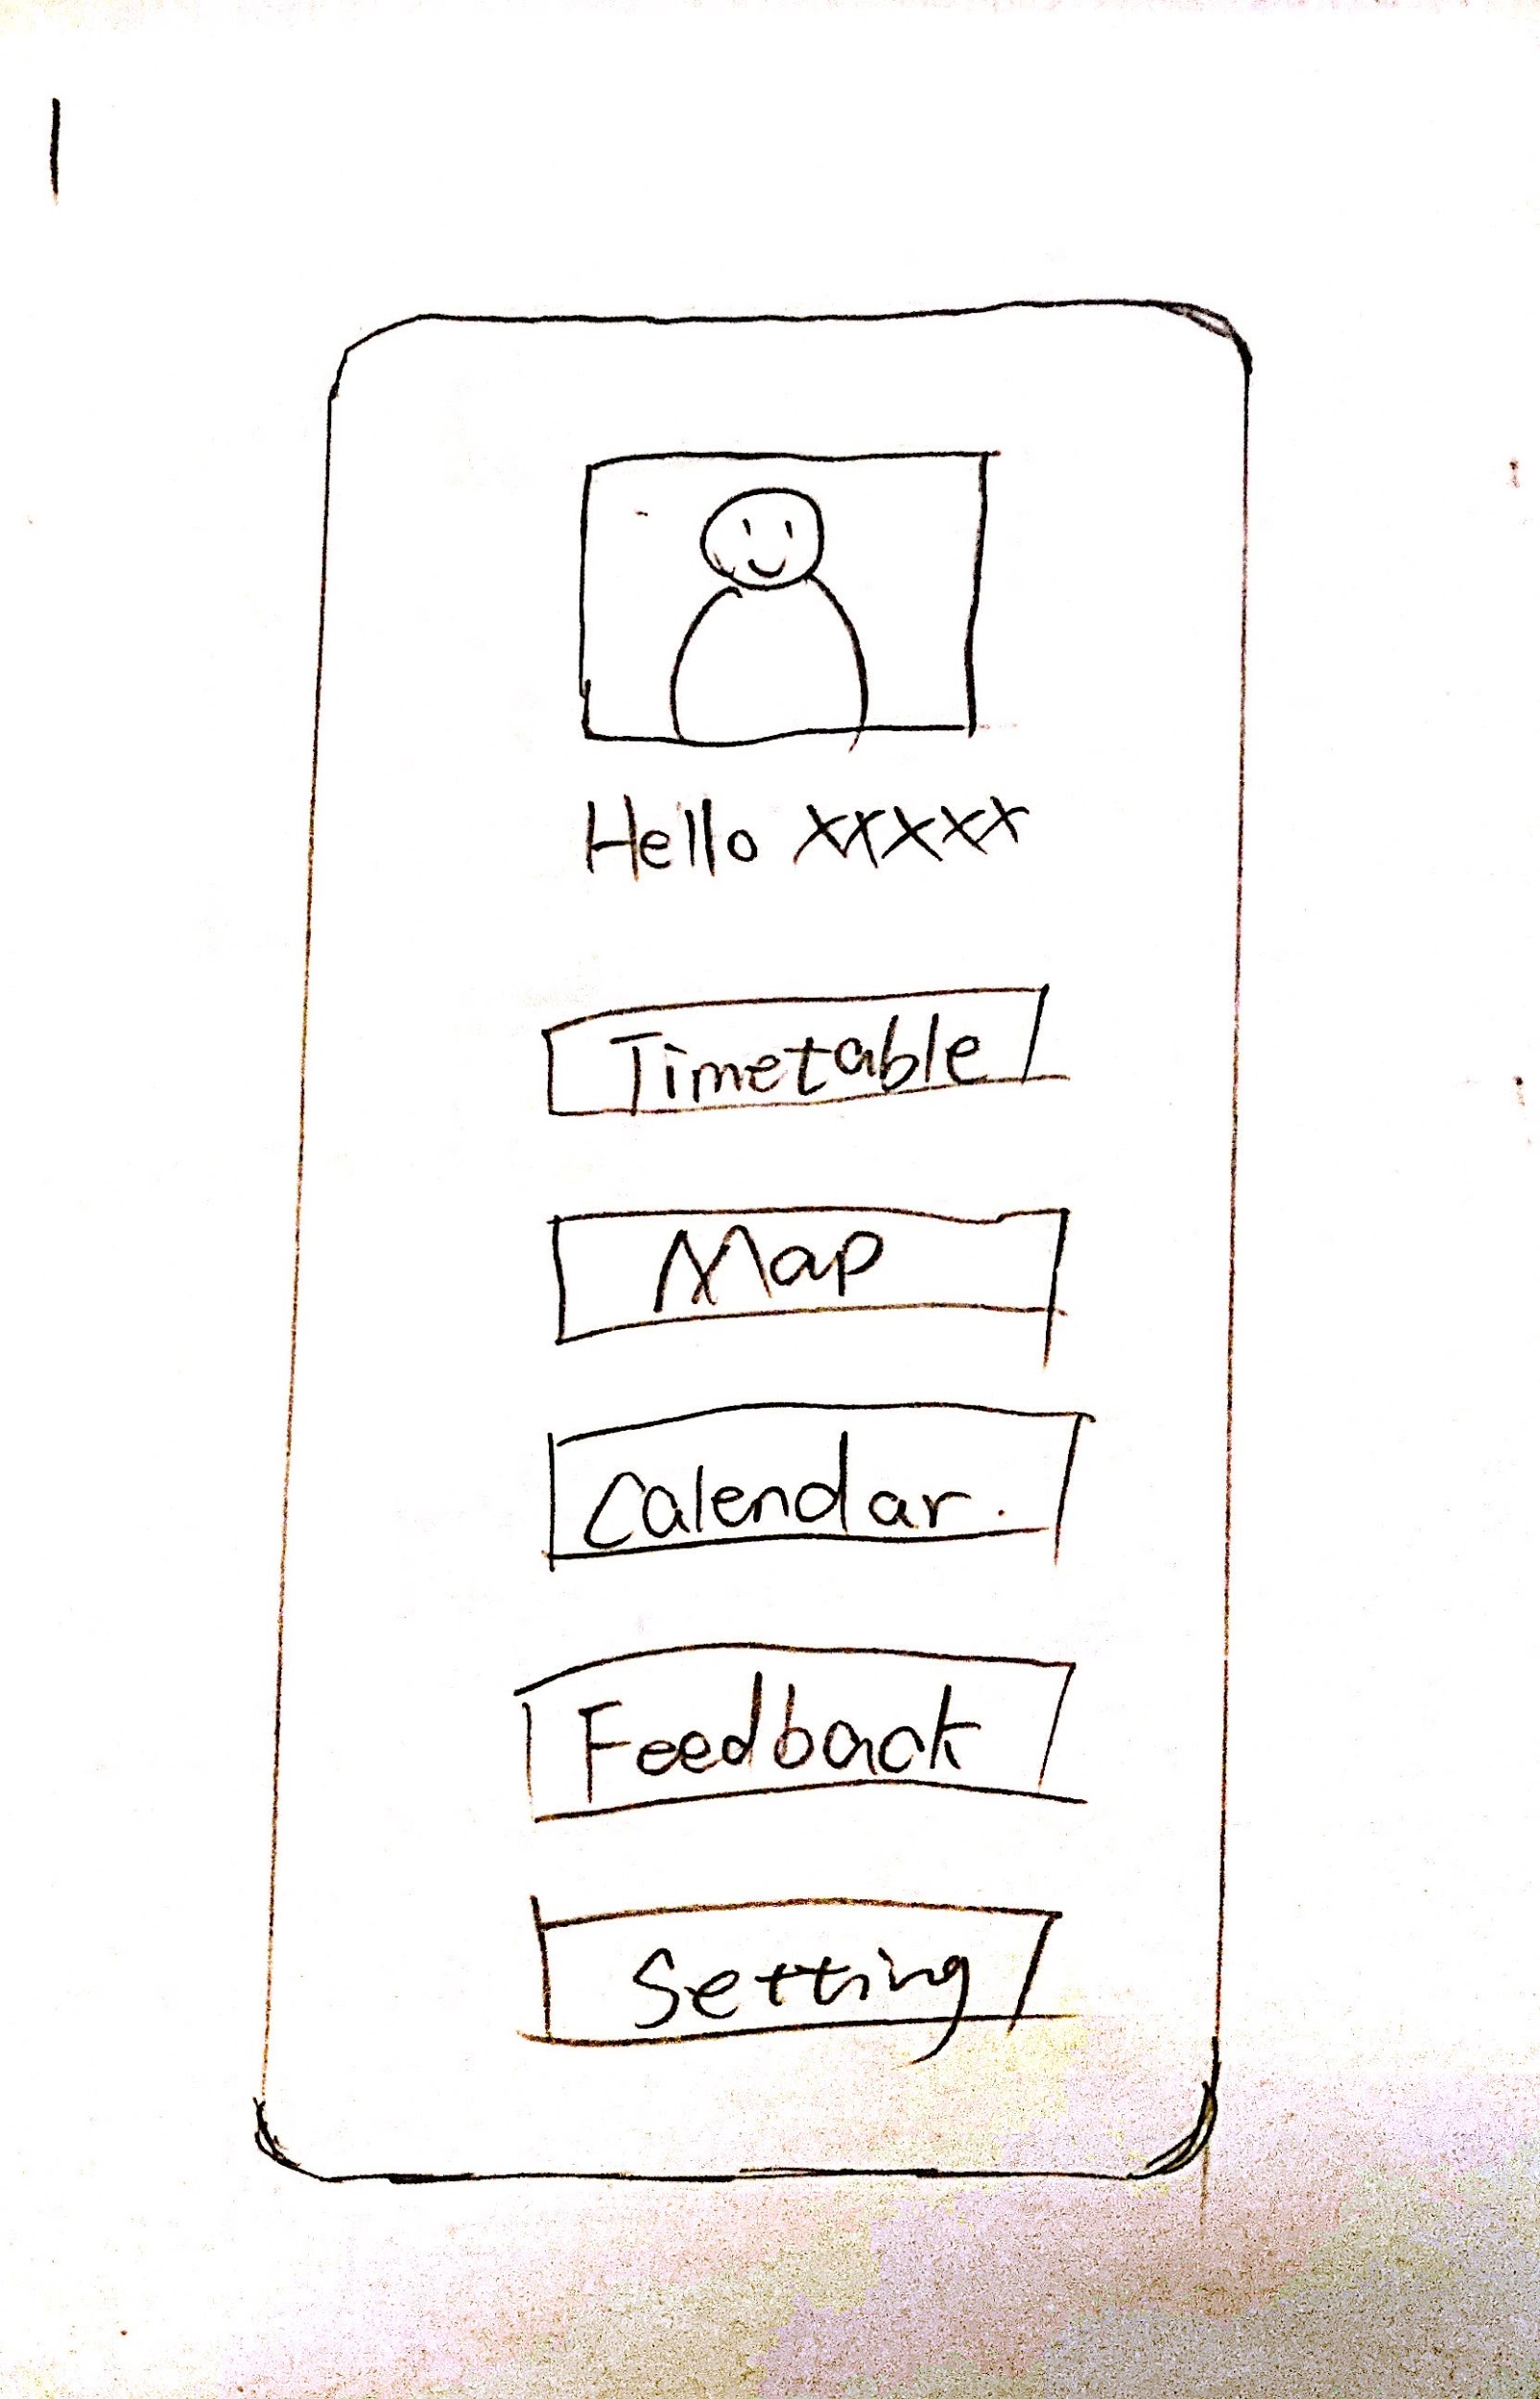 Hello xxxxx
Timetable
Map
Calendar.
Feedback
Setting